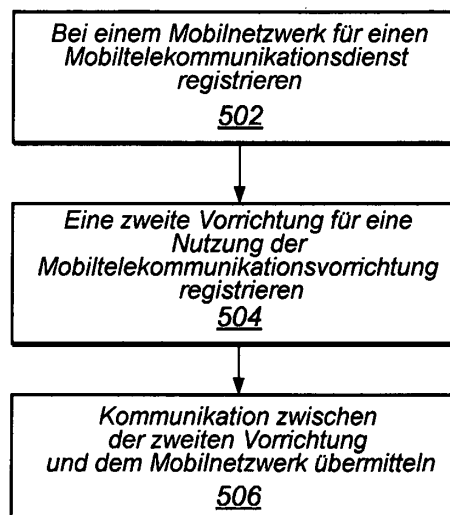 Bei einem Mobilnetzwerk für einen
Mobiltelekommunikationsdienst
registrieren
502
Eine zweite Vorrichtung für eine
Nutzung der
Mobiltelekommunikationsvorrichtung
registrieren
504
Kommunikation zwischen
der zweiten Vorrichtung
und dem Mobilnetzwerk übermitteln
506